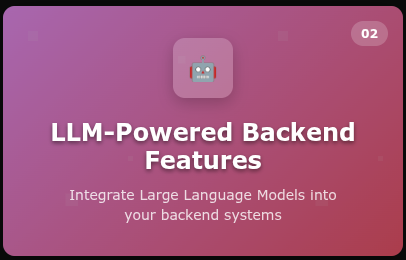 02
LLM-Powered Backend
Features
Integrate Large Language Models into
your backend systems